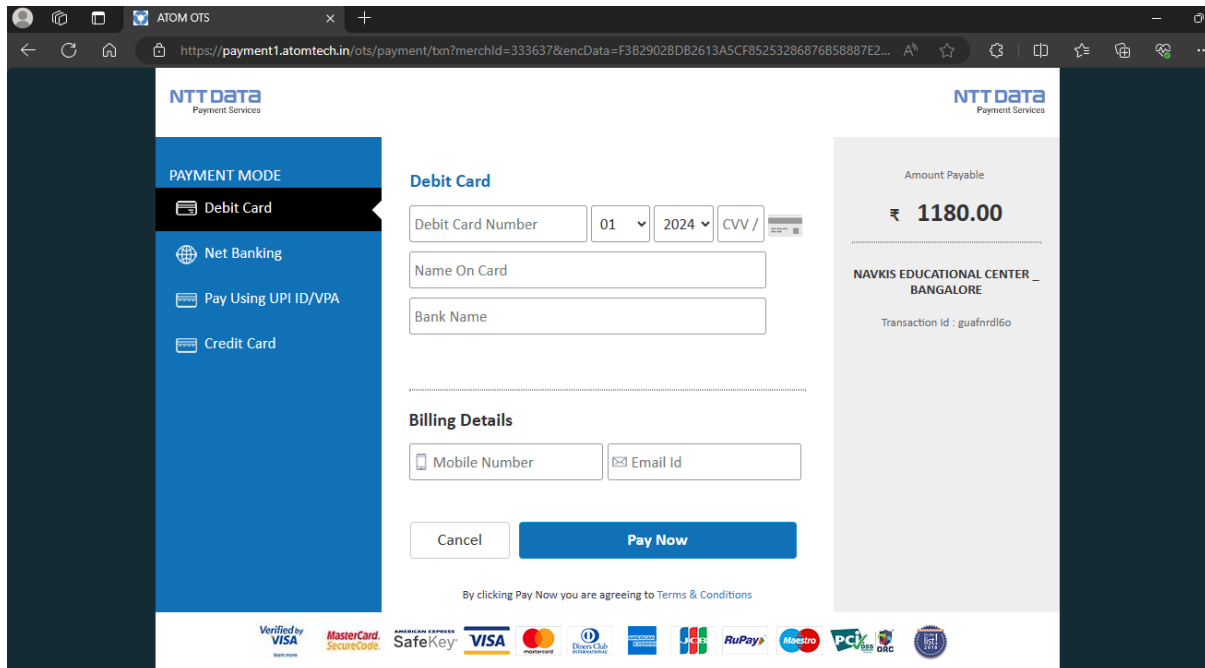 ATOM OTS
https://payment1.atomtech.in/ots/payment/txn?merchId=333637&encData=F3B2902BDB2613A5CF85253286876B58887E2...
NTT DATA
Payment Services
NTT DATA
Payment Services
PAYMENT MODE
Debit Card
Net Banking
Pay Using UPI ID/VPA
Credit Card
Debit Card
Debit Card Number 01 2024 CVV /
Name On Card
Bank Name
Billing Details
Mobile Number Email Id
Cancel Pay Now
By clicking Pay Now you are agreeing to Terms & Conditions
Amount Payable
₹ 1180.00
NAVKIS EDUCATIONAL CENTER _
BANGALORE
Transaction Id : guafnrdl6o
Verified by
VISA
learn more
MasterCard.
SecureCode.
AMERICAN EXPRESS
SafeKey
VISA
mastercard
Diners Club
INTERNATIONAL
AMERICAN
EXPRESS
JCB
RuPay
Maestro
PCI
DSS
QRC